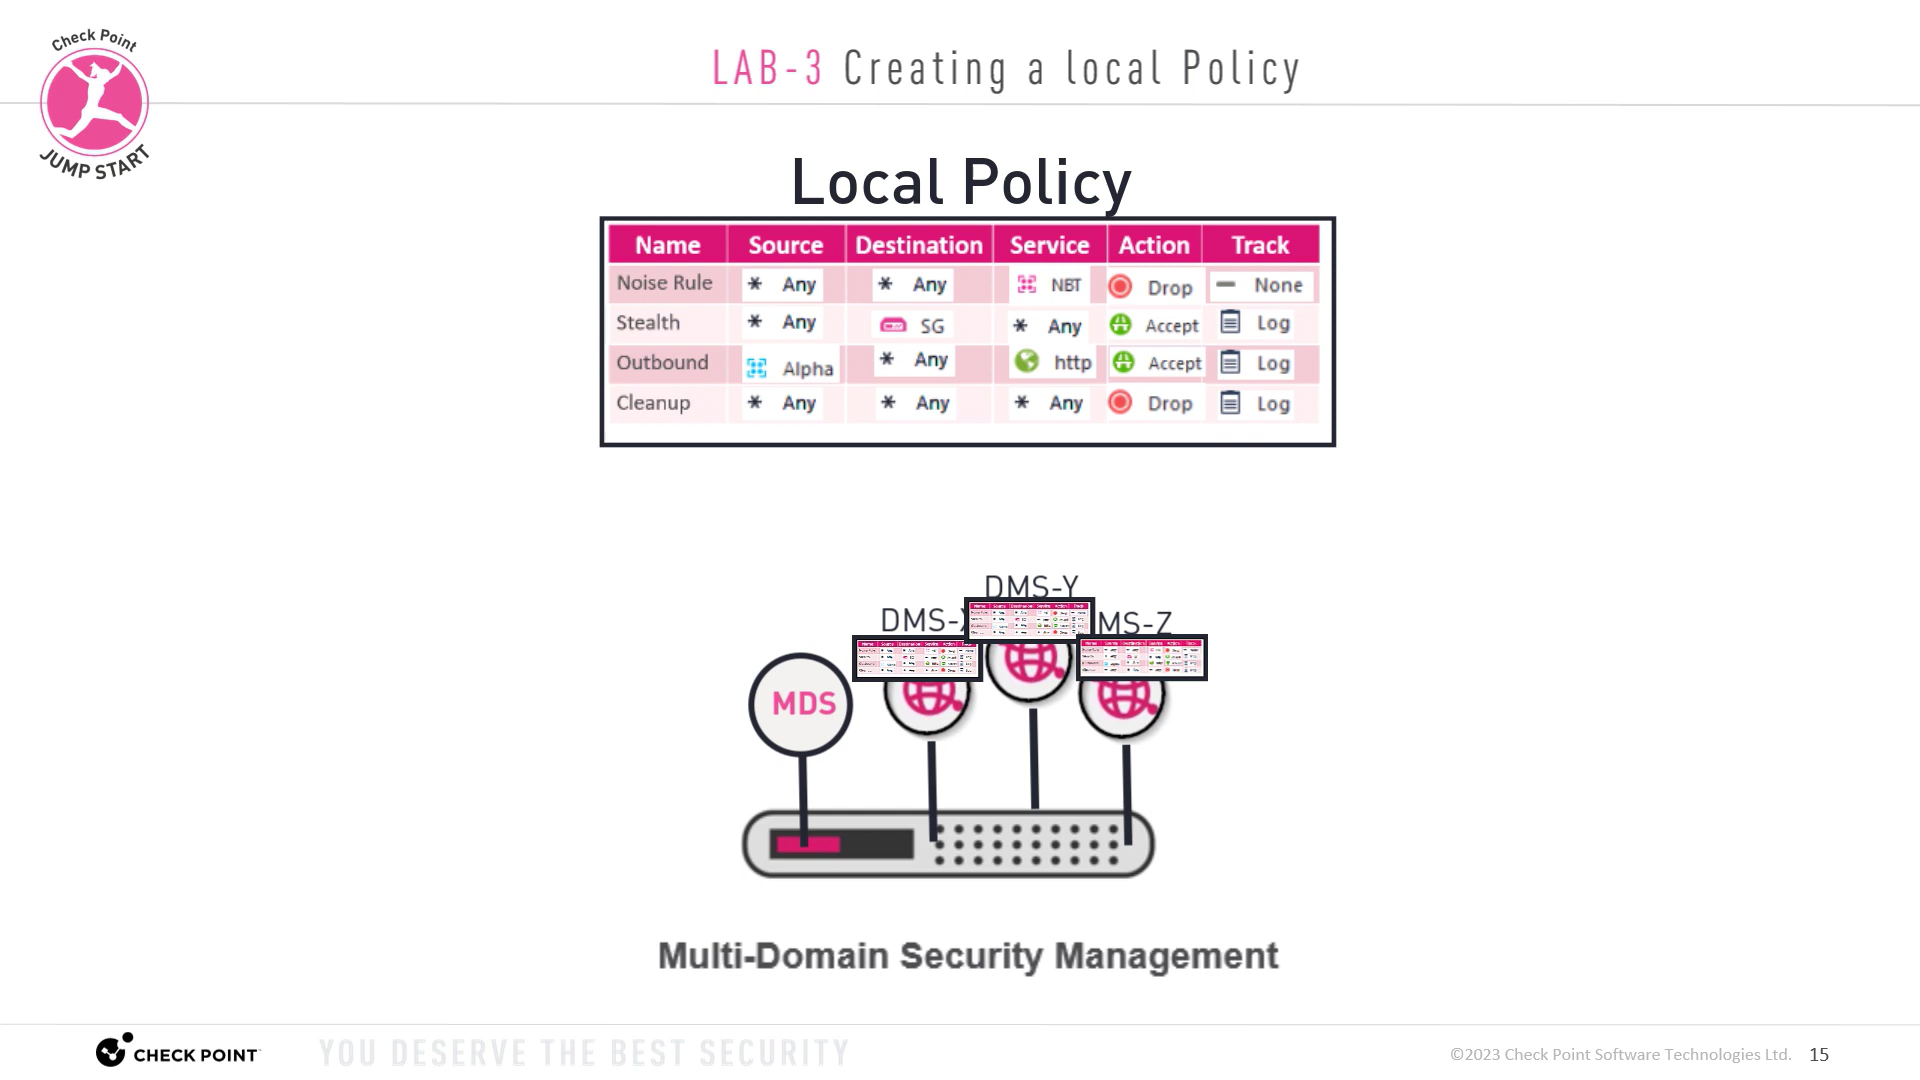 Check Point
JUMP START
LAB-3 Creating a local Policy
Local Policy
Name Source Destination Service Action Track
Noise Rule * Any * Any NBT Drop — None
Stealth * Any SG * Any Accept Log
Outbound Alpha * Any http Accept Log
Cleanup * Any * Any * Any Drop Log
DMS-Y
DMS-
MS-Z
MDS
Multi-Domain Security Management
CHECK POINT
YOU DESERVE THE BEST SECURITY
©2023 Check Point Software Technologies Ltd. 15